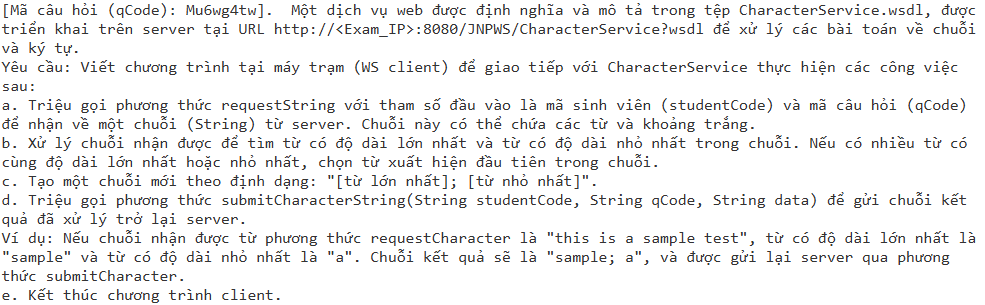 [Mã câu hỏi (qCode): Mu6wg4tw].  Một dịch vụ web được định nghĩa và mô tả trong tệp CharacterService.wsdl, được
triển khai trên server tại URL http://<Exam_IP>:8080/JNPWS/CharacterService?wsdl để xử lý các bài toán về chuỗi
và ký tự.
Yêu cầu: Viết chương trình tại máy trạm (WS client) để giao tiếp với CharacterService thực hiện các công việc
sau:
a. Triệu gọi phương thức requestString với tham số đầu vào là mã sinh viên (studentCode) và mã câu hỏi (qCode)
để nhận về một chuỗi (String) từ server. Chuỗi này có thể chứa các từ và khoảng trắng.
b. Xử lý chuỗi nhận được để tìm từ có độ dài lớn nhất và từ có độ dài nhỏ nhất trong chuỗi. Nếu có nhiều từ có
cùng độ dài lớn nhất hoặc nhỏ nhất, chọn từ xuất hiện đầu tiên trong chuỗi.
c. Tạo một chuỗi mới theo định dạng: "[từ lớn nhất]; [từ nhỏ nhất]".
d. Triệu gọi phương thức submitCharacterString(String studentCode, String qCode, String data) để gửi chuỗi kết
quả đã xử lý trở lại server.
Ví dụ: Nếu chuỗi nhận được từ phương thức requestCharacter là "this is a sample test", từ có độ dài lớn nhất là
"sample" và từ có độ dài nhỏ nhất là "a". Chuỗi kết quả sẽ là "sample; a", và được gửi lại server qua phương
thức submitCharacter.
e. Kết thúc chương trình client.